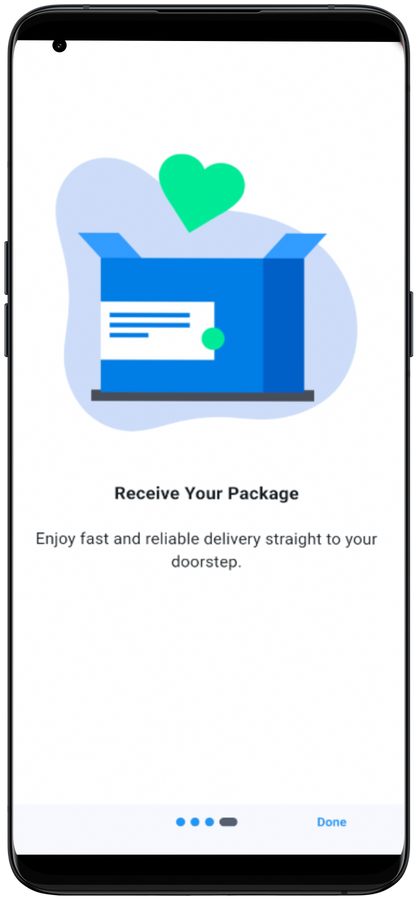 Receive Your Package
Enjoy fast and reliable delivery straight to your
doorstep.
Done